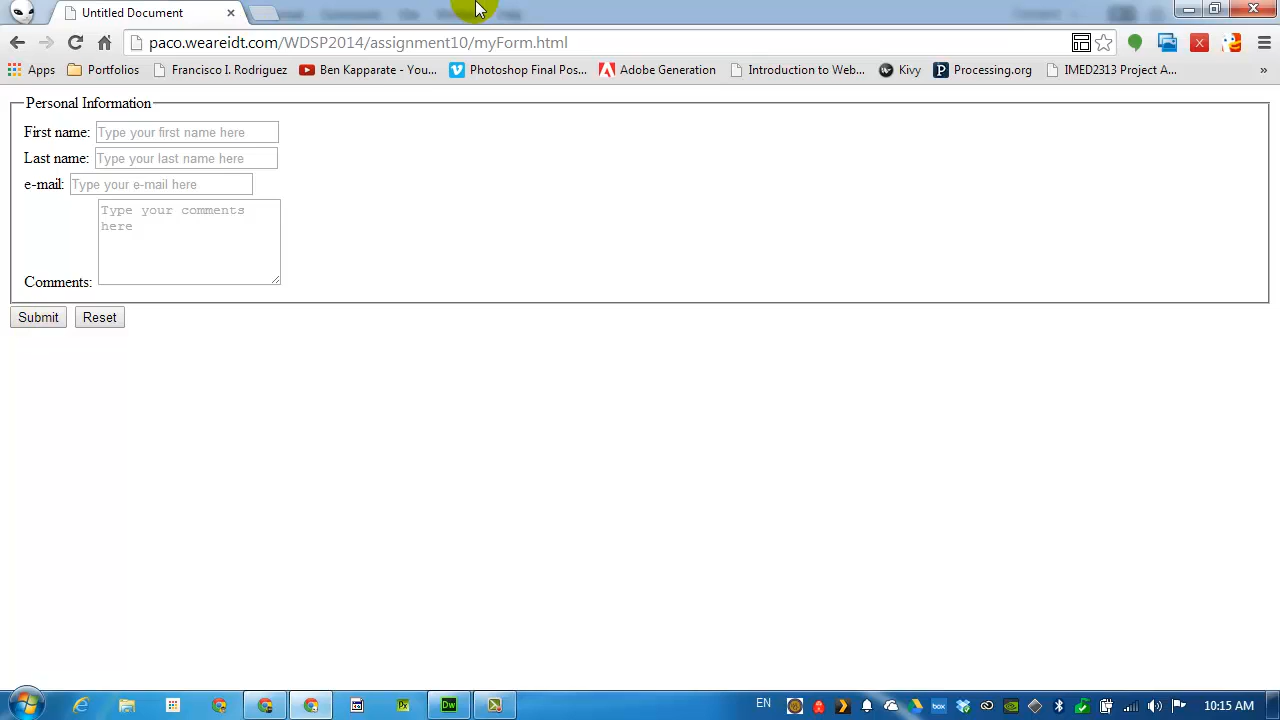 Untitled Document
paco.weareidt.com/WDSP2014/assignment10/myForm.html
Apps Portfolios Francisco I. Rodriguez Ben Kapparate - You... Photoshop Final Pos... Adobe Generation Introduction to Web... Kivy Processing.org IMED2313 Project A... »
Personal Information
First name: Type your first name here
Last name: Type your last name here
e-mail: Type your e-mail here
Type your comments
here
Comments:
Submit Reset
EN 10:15 AM